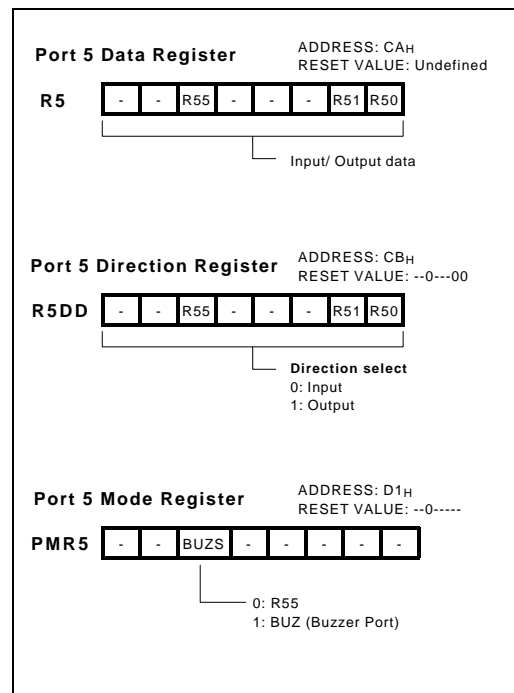 Port 5 Data Register
ADDRESS: CAH
RESET VALUE: Undefined
R5 - - R55 - - - R51 R50
Input/ Output data
Port 5 Direction Register
ADDRESS: CBH
RESET VALUE: --0---00
R5DD - - R55 - - - R51 R50
Direction select
0: Input
1: Output
Port 5 Mode Register
ADDRESS: D1H
RESET VALUE: --0-----
PMR5 - - BUZS - - - - -
0: R55
1: BUZ (Buzzer Port)